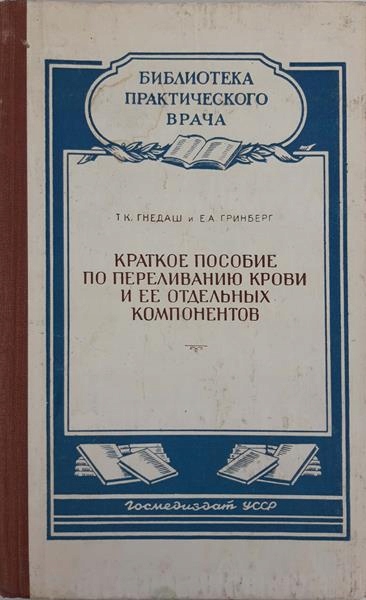 БИБЛИОТЕКА
ПРАКТИЧЕСКОГО
ВРАЧА
Т. К. ГНЕДАШ и Е. А. ГРИНБЕРГ
КРАТКОЕ ПОСОБИЕ
ПО ПЕРЕЛИВАНИЮ КРОВИ
И ЕЕ ОТДЕЛЬНЫХ
КОМПОНЕНТОВ
Госмедиздат УССР